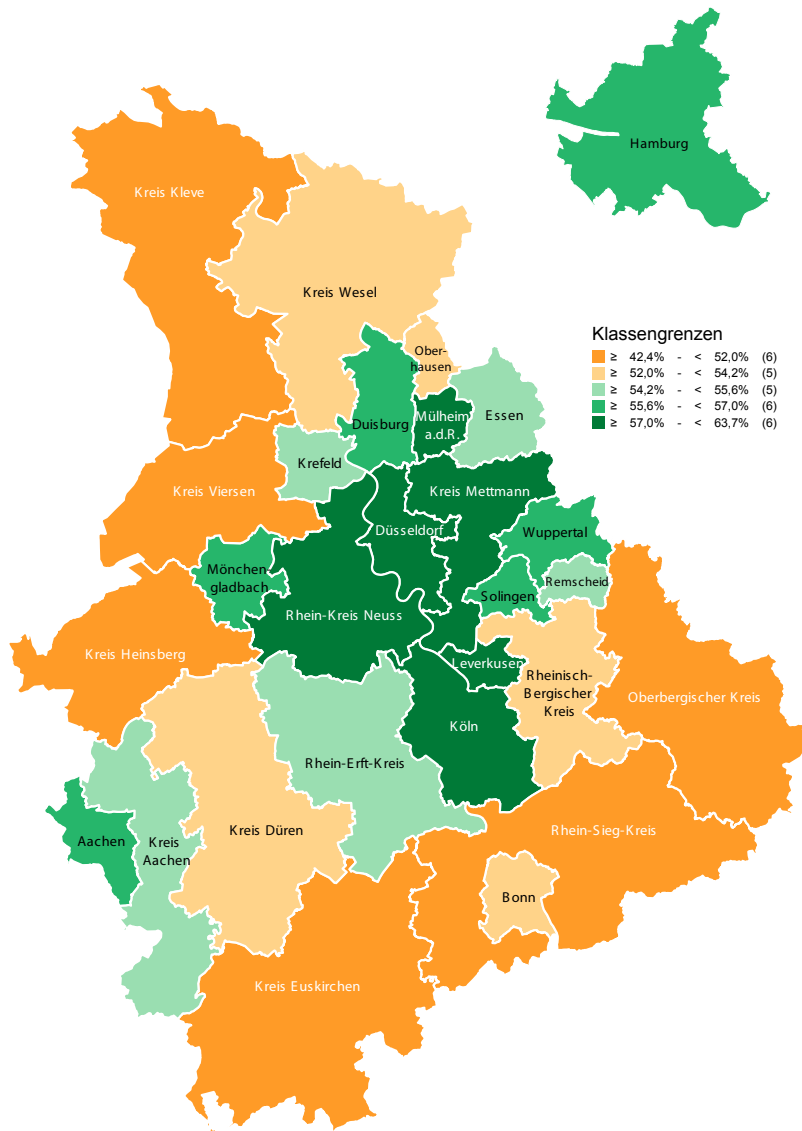 Hamburg
Kreis Kleve
Kreis Wesel
Klassengrenzen
≥ 42,4% - < 52,0% (6)
≥ 52,0% - < 54,2% (5)
≥ 54,2% - < 55,6% (5)
≥ 55,6% - < 57,0% (6)
≥ 57,0% - < 63,7% (6)
Ober-
hausen
Duisburg
Mülheim
a.d.R.
Essen
Krefeld
Kreis Viersen
Kreis Mettmann
Düsseldorf
Wuppertal
Mönchen-
gladbach
Remscheid
Solingen
Rhein-Kreis Neuss
Kreis Heinsberg
Leverkusen
Rheinisch-
Bergischer
Kreis
Oberbergischer Kreis
Köln
Rhein-Erft-Kreis
Kreis Düren
Rhein-Sieg-Kreis
Aachen
Kreis
Aachen
Bonn
Kreis Euskirchen